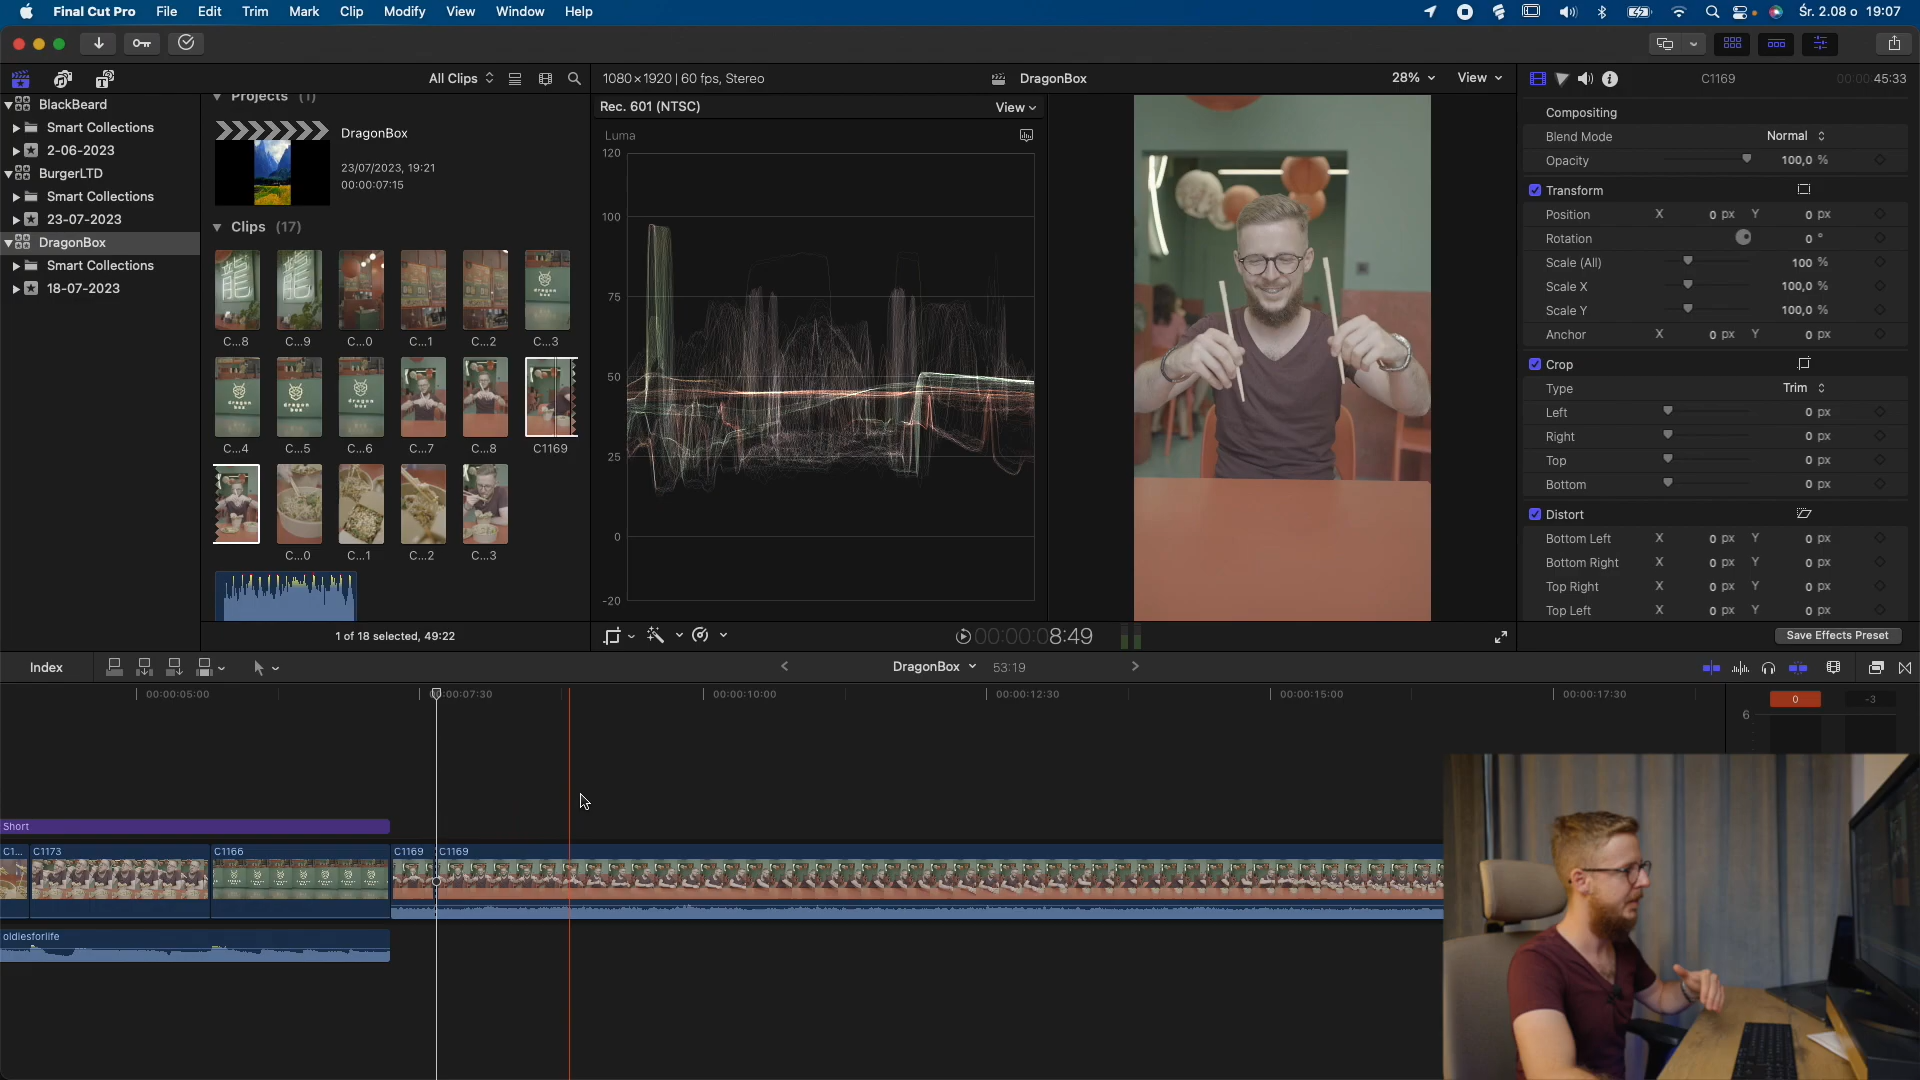 Final Cut Pro File Edit Trim Mark Clip Modify View Window Help Śr. 2.08 o 19:07
All Clips 1080×1920 | 60 fps, Stereo DragonBox 28% View C1169 00:00:45:33
BlackBeard
Smart Collections
2-06-2023
BurgerLTD
Smart Collections
23-07-2023
DragonBox
Smart Collections
18-07-2023
Projects (1)
DragonBox
23/07/2023, 19:21
00:00:07:15
Clips (17)
C...8 C...9 C...0 C...1 C...2 C...3
C...4 C...5 C...6 C...7 C...8 C1169
C...0 C...1 C...2 C...3
1 of 18 selected, 49:22
Rec. 601 (NTSC) View
Luma
120
100
75
50
25
0
-20
00:00:08:49
Compositing
Blend Mode Normal
Opacity 100,0 %
Transform
Position X 0 px Y 0 px
Rotation 0 °
Scale (All) 100 %
Scale X 100,0 %
Scale Y 100,0 %
Anchor X 0 px Y 0 px
Crop
Type Trim
Left 0 px
Right 0 px
Top 0 px
Bottom 0 px
Distort
Bottom Left X 0 px Y 0 px
Bottom Right X 0 px Y 0 px
Top Right X 0 px Y 0 px
Top Left X 0 px Y 0 px
Save Effects Preset
Index DragonBox 53:19
00:00:05:00 00:00:07:30 00:00:10:00 00:00:12:30 00:00:15:00 00:00:17:30
0 -3
6
Short
C1... C1173 C1166 C1169 C1169
oldiesforlife